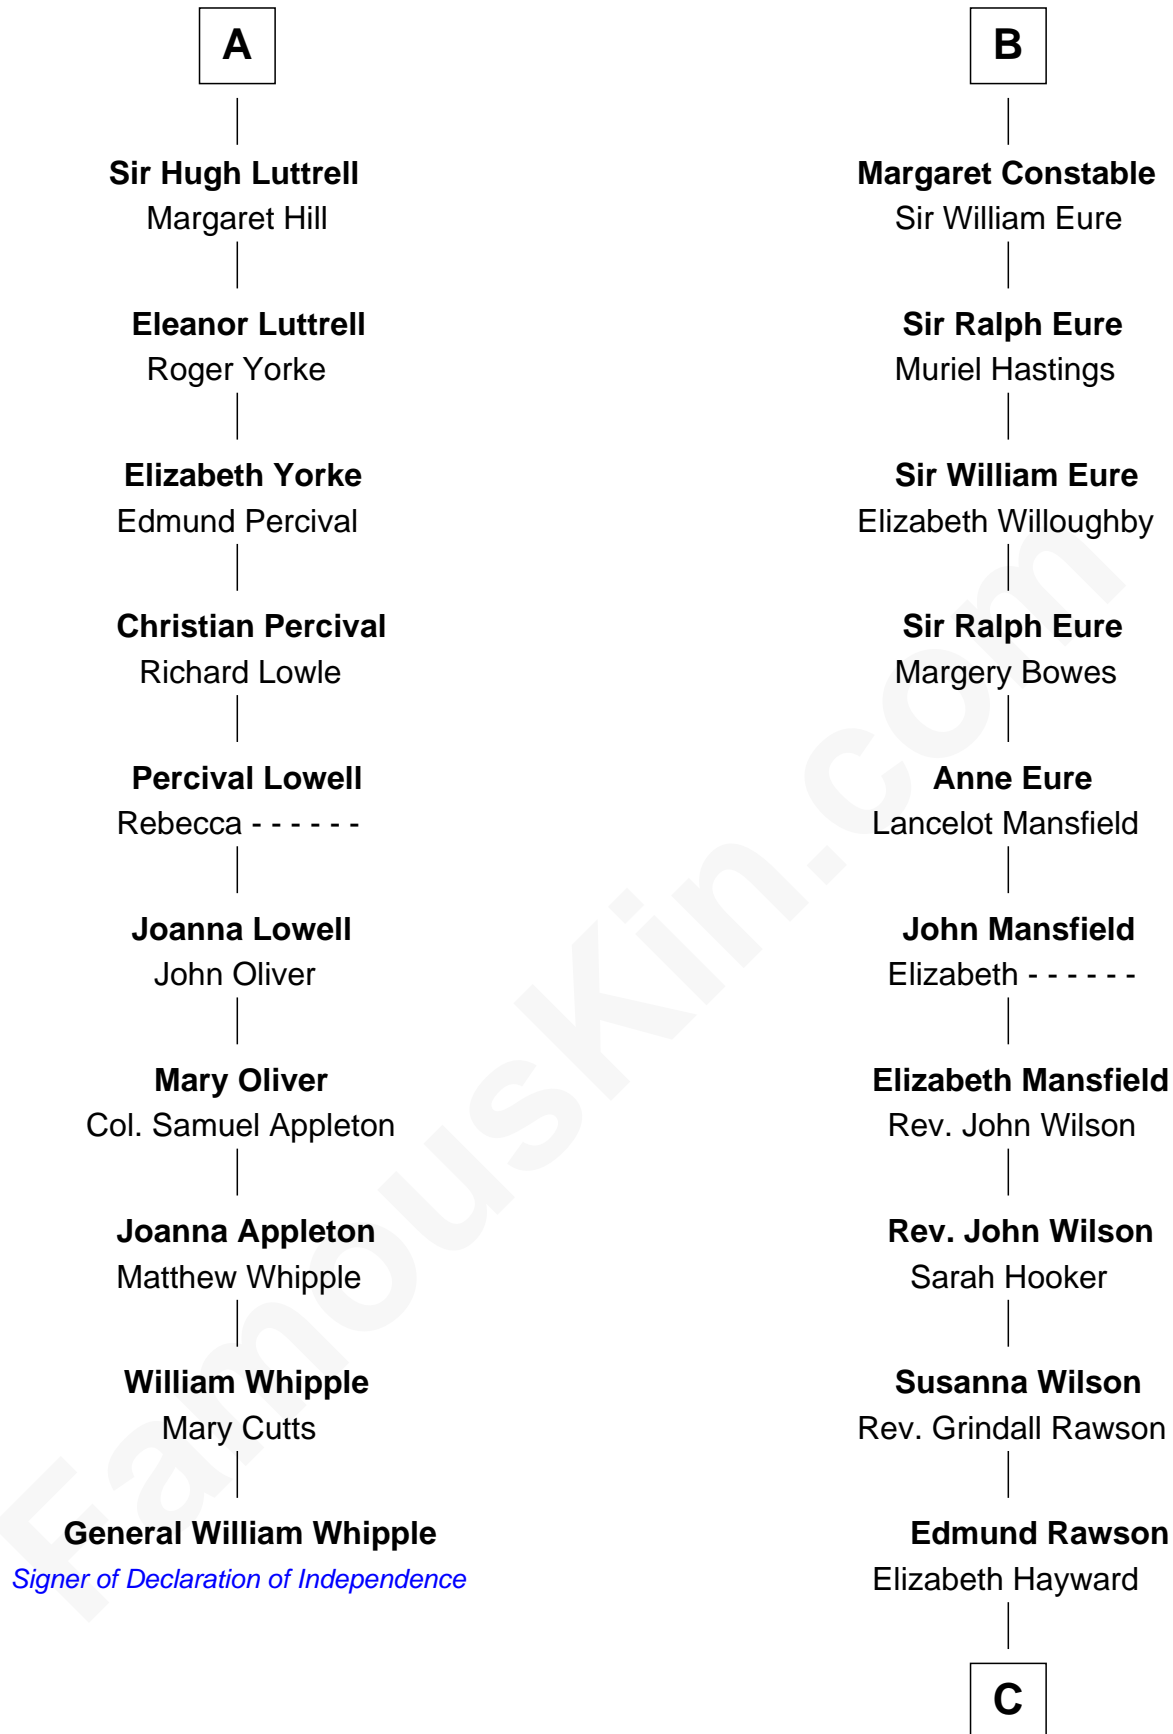 A
Sir Hugh Luttrell
Margaret Hill
Eleanor Luttrell
Roger Yorke
Elizabeth Yorke
Edmund Percival
Christian Percival
Richard Lowle
Percival Lowell
Rebecca - - - - - -
Joanna Lowell
John Oliver
Mary Oliver
Col. Samuel Appleton
Joanna Appleton
Matthew Whipple
William Whipple
Mary Cutts
General William Whipple
Signer of Declaration of Independence
B
Margaret Constable
Sir William Eure
Sir Ralph Eure
Muriel Hastings
Sir William Eure
Elizabeth Willoughby
Sir Ralph Eure
Margery Bowes
Anne Eure
Lancelot Mansfield
John Mansfield
Elizabeth - - - - - -
Elizabeth Mansfield
Rev. John Wilson
Rev. John Wilson
Sarah Hooker
Susanna Wilson
Rev. Grindall Rawson
Edmund Rawson
Elizabeth Hayward
C
FamousKin.com